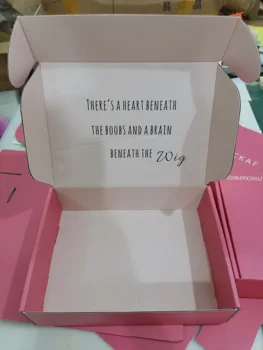 THERE'S A HEART BENEATH
THE BOOBS AND A BRAIN
BENEATH THE Wig